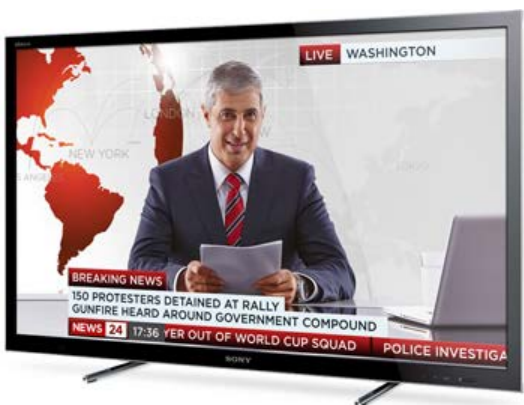 LIVE WASHINGTON
LONDON
NEW YORK
BREAKING NEWS
150 PROTESTERS DETAINED AT RALLY
GUNFIRE HEARD AROUND GOVERNMENT COMPOUND
NEWS 24 17:36 YER OUT OF WORLD CUP SQUAD POLICE INVESTIGA
SONY